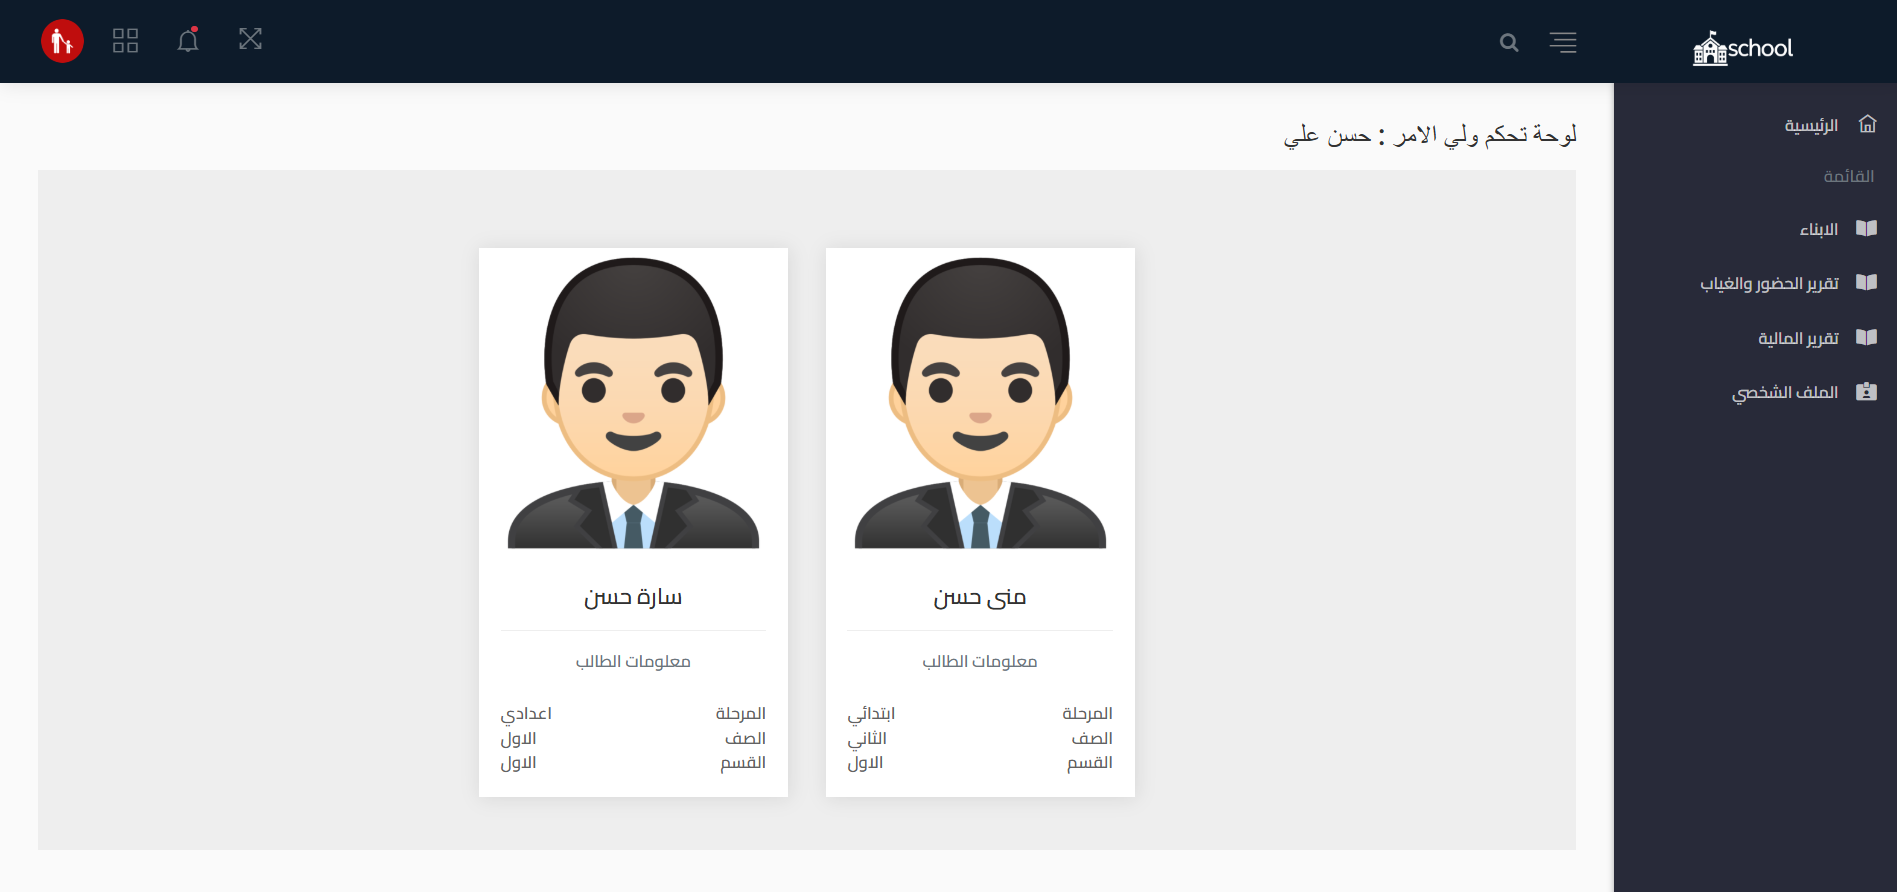 school
الرئيسية
القائمة
الابناء
تقرير الحضور والغياب
تقرير المالية
الملف الشخصي
لوحة تحكم ولي الامر : حسن علي
منى حسن
معلومات الطالب
المرحلة ابتدائي
الصف الثاني
القسم الاول
سارة حسن
معلومات الطالب
المرحلة اعدادي
الصف الاول
القسم الاول